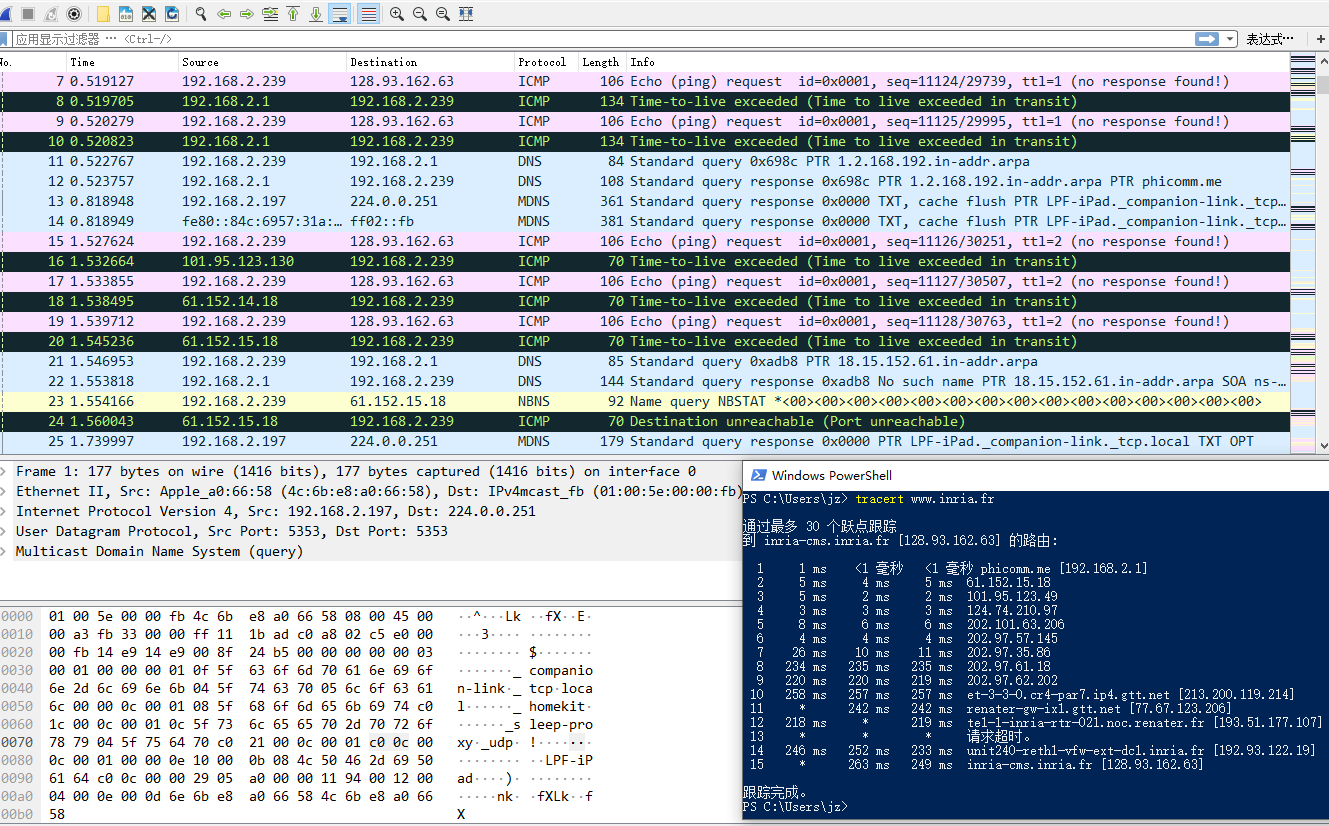 应用显示过滤器 … <Ctrl-/>
表达式…
+
No. Time Source Destination Protocol Length Info
7 0.519127 192.168.2.239 128.93.162.63 ICMP 106 Echo (ping) request id=0x0001, seq=11124/29739, ttl=1 (no response found!)
8 0.519705 192.168.2.1 192.168.2.239 ICMP 134 Time-to-live exceeded (Time to live exceeded in transit)
9 0.520279 192.168.2.239 128.93.162.63 ICMP 106 Echo (ping) request id=0x0001, seq=11125/29995, ttl=1 (no response found!)
10 0.520823 192.168.2.1 192.168.2.239 ICMP 134 Time-to-live exceeded (Time to live exceeded in transit)
11 0.522767 192.168.2.239 192.168.2.1 DNS 84 Standard query 0x698c PTR 1.2.168.192.in-addr.arpa
12 0.523757 192.168.2.1 192.168.2.239 DNS 108 Standard query response 0x698c PTR 1.2.168.192.in-addr.arpa PTR phicomm.me
13 0.818948 192.168.2.197 224.0.0.251 MDNS 361 Standard query response 0x0000 TXT, cache flush PTR LPF-iPad._companion-link._tcp…
14 0.818949 fe80::84c:6957:31a:… ff02::fb MDNS 381 Standard query response 0x0000 TXT, cache flush PTR LPF-iPad._companion-link._tcp…
15 1.527624 192.168.2.239 128.93.162.63 ICMP 106 Echo (ping) request id=0x0001, seq=11126/30251, ttl=2 (no response found!)
16 1.532664 101.95.123.130 192.168.2.239 ICMP 70 Time-to-live exceeded (Time to live exceeded in transit)
17 1.533855 192.168.2.239 128.93.162.63 ICMP 106 Echo (ping) request id=0x0001, seq=11127/30507, ttl=2 (no response found!)
18 1.538495 61.152.14.18 192.168.2.239 ICMP 70 Time-to-live exceeded (Time to live exceeded in transit)
19 1.539712 192.168.2.239 128.93.162.63 ICMP 106 Echo (ping) request id=0x0001, seq=11128/30763, ttl=2 (no response found!)
20 1.545236 61.152.15.18 192.168.2.239 ICMP 70 Time-to-live exceeded (Time to live exceeded in transit)
21 1.546953 192.168.2.239 192.168.2.1 DNS 85 Standard query 0xadb8 PTR 18.15.152.61.in-addr.arpa
22 1.553818 192.168.2.1 192.168.2.239 DNS 144 Standard query response 0xadb8 No such name PTR 18.15.152.61.in-addr.arpa SOA ns-…
23 1.554166 192.168.2.239 61.152.15.18 NBNS 92 Name query NBSTAT *<00><00><00><00><00><00><00><00><00><00><00><00><00><00><00>
24 1.560043 61.152.15.18 192.168.2.239 ICMP 70 Destination unreachable (Port unreachable)
25 1.739997 192.168.2.197 224.0.0.251 MDNS 179 Standard query response 0x0000 PTR LPF-iPad._companion-link._tcp.local TXT OPT
Frame 1: 177 bytes on wire (1416 bits), 177 bytes captured (1416 bits) on interface 0
Ethernet II, Src: Apple_a0:66:58 (4c:6b:e8:a0:66:58), Dst: IPv4mcast_fb (01:00:5e:00:00:fb)
Internet Protocol Version 4, Src: 192.168.2.197, Dst: 224.0.0.251
User Datagram Protocol, Src Port: 5353, Dst Port: 5353
Multicast Domain Name System (query)
0000 01 00 5e 00 00 fb 4c 6b e8 a0 66 58 08 00 45 00 ··^···Lk ··fX··E·
0010 00 a3 fb 33 00 00 ff 11 1b ad c0 a8 02 c5 e0 00 ···3···· ········
0020 00 fb 14 e9 14 e9 00 8f 24 b5 00 00 00 00 00 03 ········ $·······
0030 00 01 00 00 00 01 0f 5f 63 6f 6d 70 61 6e 69 6f ·······_ companio
0040 6e 2d 6c 69 6e 6b 04 5f 74 63 70 05 6c 6f 63 61 n-link·_ tcp·loca
0050 6c 00 00 0c 00 01 08 5f 68 6f 6d 65 6b 69 74 c0 l······_ homekit·
0060 1c 00 0c 00 01 0c 5f 73 6c 65 65 70 2d 70 72 6f ······_s leep-pro
0070 78 79 04 5f 75 64 70 c0 21 00 0c 00 01 c0 0c 00 xy·_udp· !·······
0080 0c 00 01 00 00 0e 10 00 0b 08 4c 50 46 2d 69 50 ········ ··LPF-iP
0090 61 64 c0 0c 00 00 29 05 a0 00 00 11 94 00 12 00 ad····)· ········
00a0 04 00 0e 00 0d 6e 6b e8 a0 66 58 4c 6b e8 a0 66 ·····nk· ·fXLk··f
00b0 58 X
Windows PowerShell
PS C:\Users\jz> tracert www.inria.fr
通过最多 30 个跃点跟踪
到 inria-cms.inria.fr [128.93.162.63] 的路由:
1 1 ms <1 毫秒 <1 毫秒 phicomm.me [192.168.2.1]
2 5 ms 4 ms 5 ms 61.152.15.18
3 5 ms 2 ms 2 ms 101.95.123.49
4 3 ms 3 ms 3 ms 124.74.210.97
5 8 ms 6 ms 6 ms 202.101.63.206
6 4 ms 4 ms 4 ms 202.97.57.145
7 26 ms 10 ms 11 ms 202.97.35.86
8 234 ms 235 ms 235 ms 202.97.61.18
9 220 ms 220 ms 219 ms 202.97.62.202
10 258 ms 257 ms 257 ms et-3-3-0.cr4-par7.ip4.gtt.net [213.200.119.214]
11 * 242 ms 242 ms renater-gw-ix1.gtt.net [77.67.123.206]
12 218 ms * 219 ms tel-1-inria-rtr-021.noc.renater.fr [193.51.177.107]
13 * * * 请求超时。
14 246 ms 252 ms 233 ms unit240-reth1-vfw-ext-dc1.inria.fr [192.93.122.19]
15 * 263 ms 249 ms inria-cms.inria.fr [128.93.162.63]
跟踪完成。
PS C:\Users\jz>